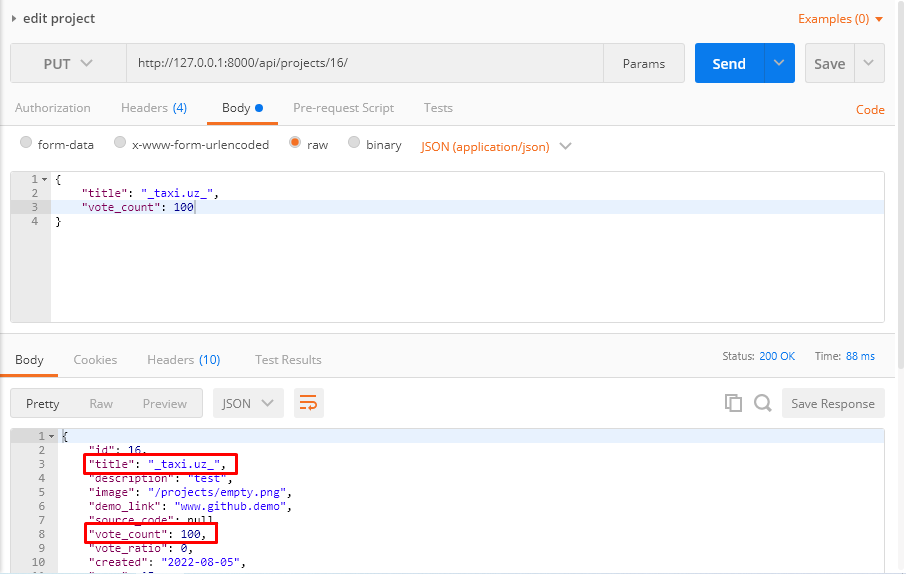 edit project Examples (0)
PUT http://127.0.0.1:8000/api/projects/16/ Params Send Save
Authorization Headers (4) Body Pre-request Script Tests Code
form-data x-www-form-urlencoded raw binary JSON (application/json)
1 {
2 "title": "_taxi.uz_",
3 "vote_count": 100
4 }
Body Cookies Headers (10) Test Results Status: 200 OK Time: 88 ms
Pretty Raw Preview JSON Save Response
1 {
2 "id": 16,
3 "title": "_taxi.uz_",
4 "description": "test",
5 "image": "/projects/empty.png",
6 "demo_link": "www.github.demo",
7 "source_code": null,
8 "vote_count": 100,
9 "vote_ratio": 0,
10 "created": "2022-08-05",